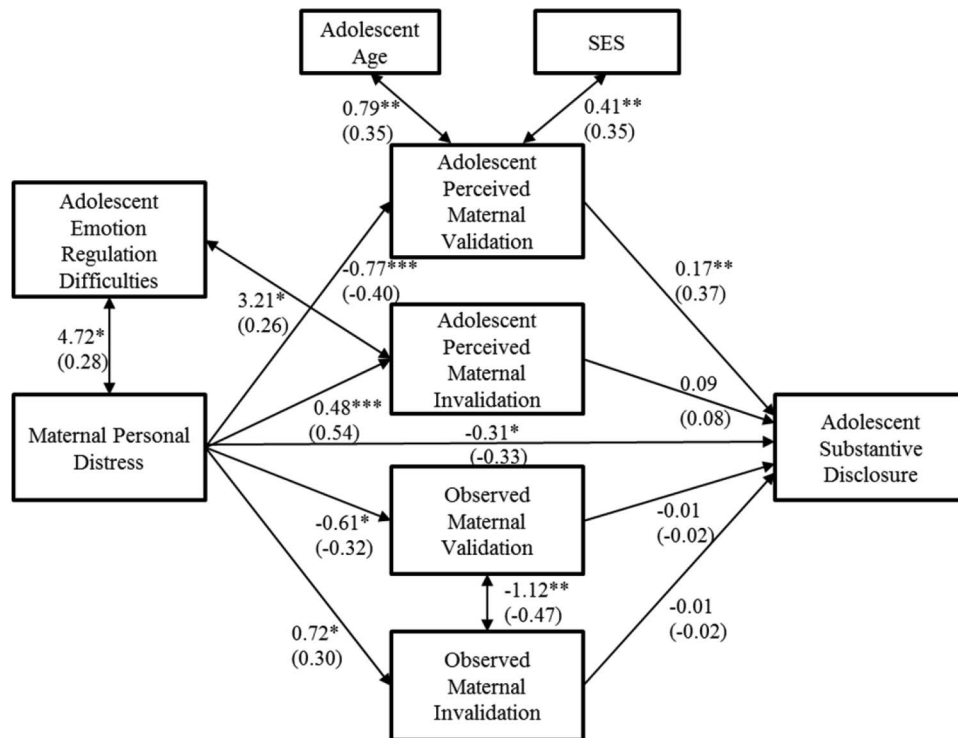 Adolescent
Age
SES
0.79**
(0.35)
0.41**
(0.35)
Adolescent
Perceived
Maternal
Validation
Adolescent
Emotion
Regulation
Difficulties
-0.77***
(-0.40)
3.21*
(0.26)
0.17**
(0.37)
4.72*
(0.28)
Adolescent
Perceived
Maternal
Invalidation
0.09
(0.08)
Maternal Personal
Distress
0.48***
(0.54)
-0.31*
(-0.33)
Adolescent
Substantive
Disclosure
Observed
Maternal
Validation
-0.61*
(-0.32)
-0.01
(-0.02)
-1.12**
(-0.47)
0.72*
(0.30)
-0.01
(-0.02)
Observed
Maternal
Invalidation